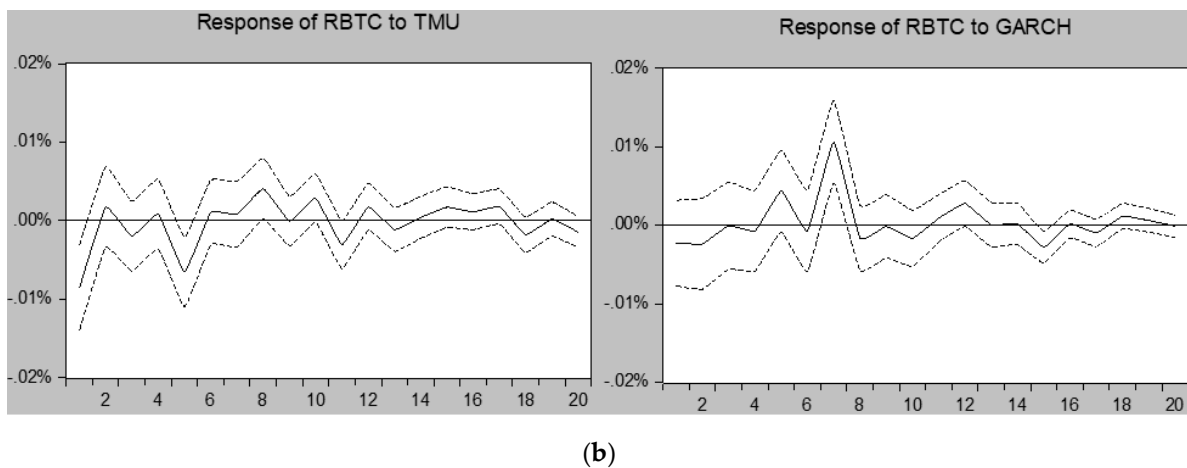 Response of RBTC to TMU
.02%
.01%
.00%
-.01%
-.02%
2 4 6 8 10 12 14 16 18 20
Response of RBTC to GARCH
.02%
.01%
.00%
-.01%
-.02%
2 4 6 8 10 12 14 16 18 20
(b)